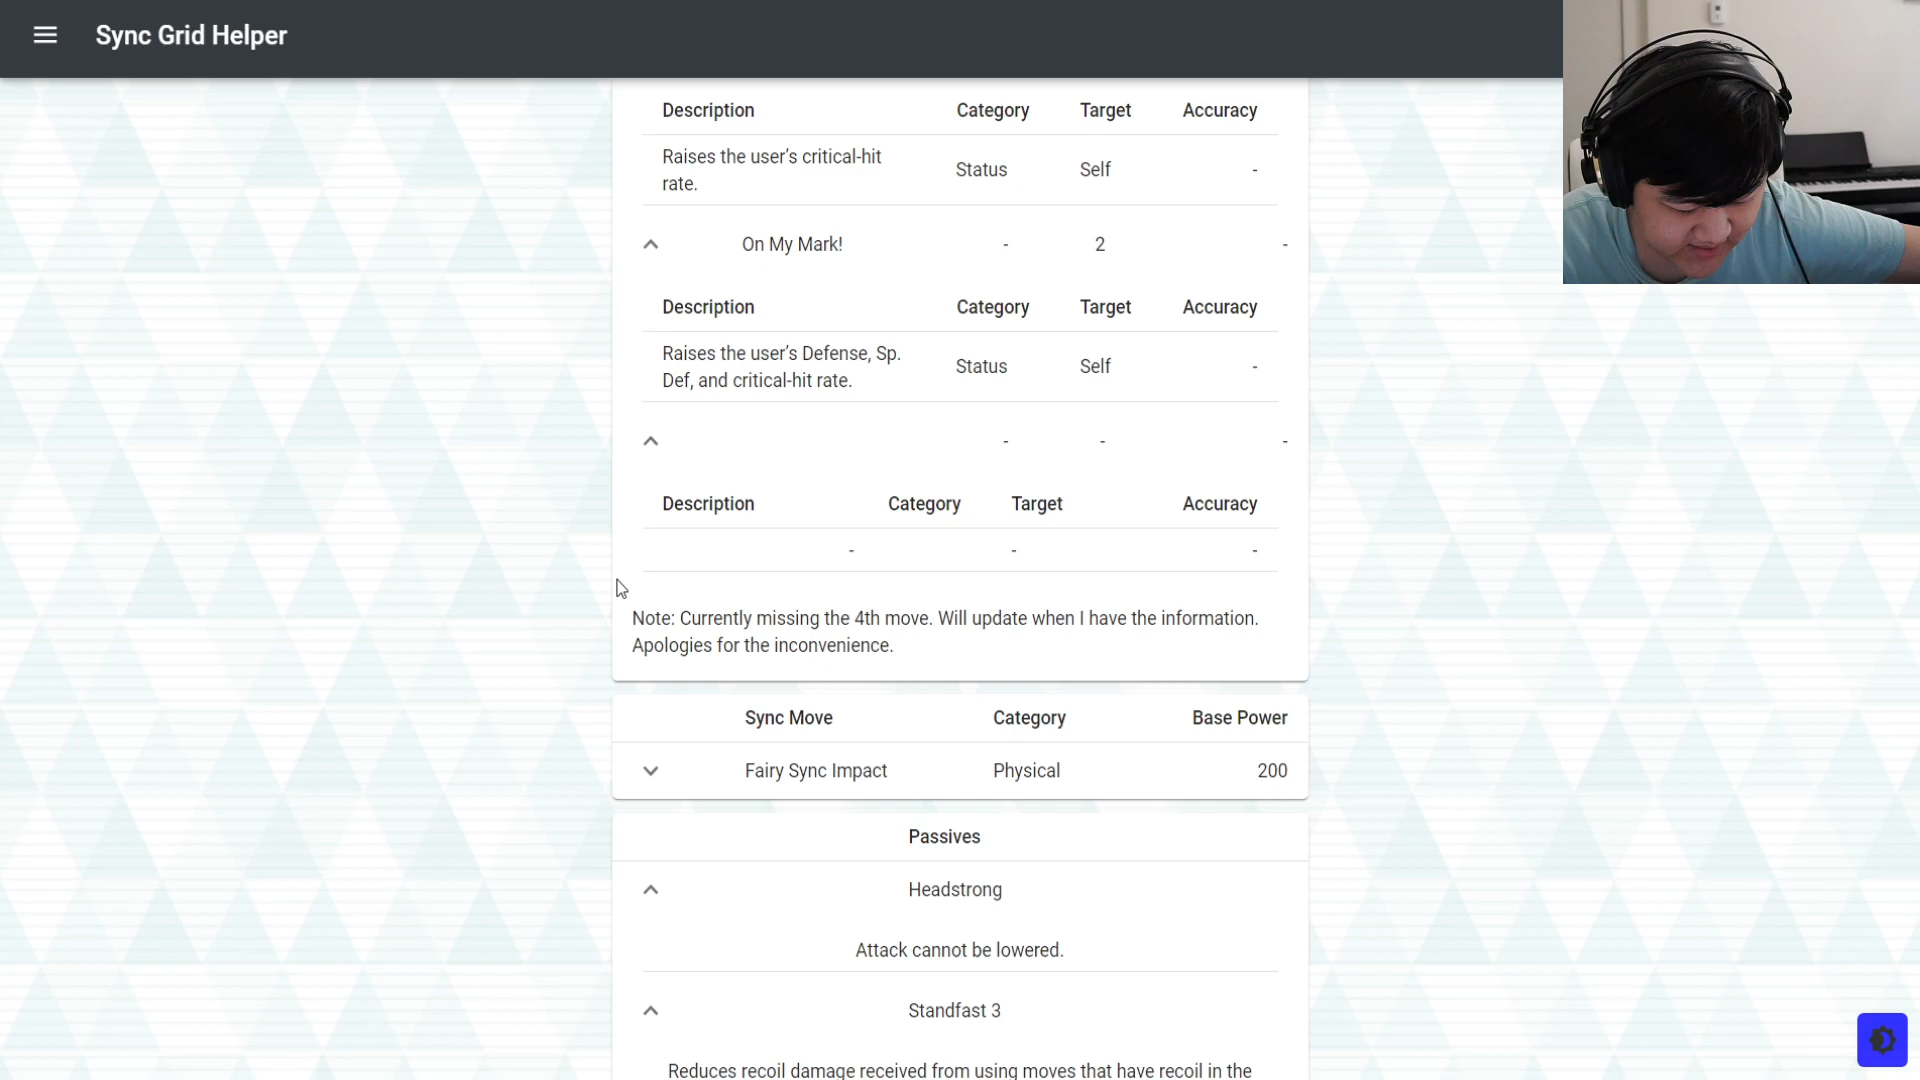 Sync Grid Helper
Description Category Target Accuracy
Raises the user’s critical-hit
rate.
Status Self -
On My Mark! - 2 -
Description Category Target Accuracy
Raises the user’s Defense, Sp.
Def, and critical-hit rate.
Status Self -
- - -
Description Category Target Accuracy
- - -
Note: Currently missing the 4th move. Will update when I have the information.
Apologies for the inconvenience.
Sync Move Category Base Power
Fairy Sync Impact Physical 200
Passives
Headstrong
Attack cannot be lowered.
Standfast 3
Reduces recoil damage received from using moves that have recoil in the